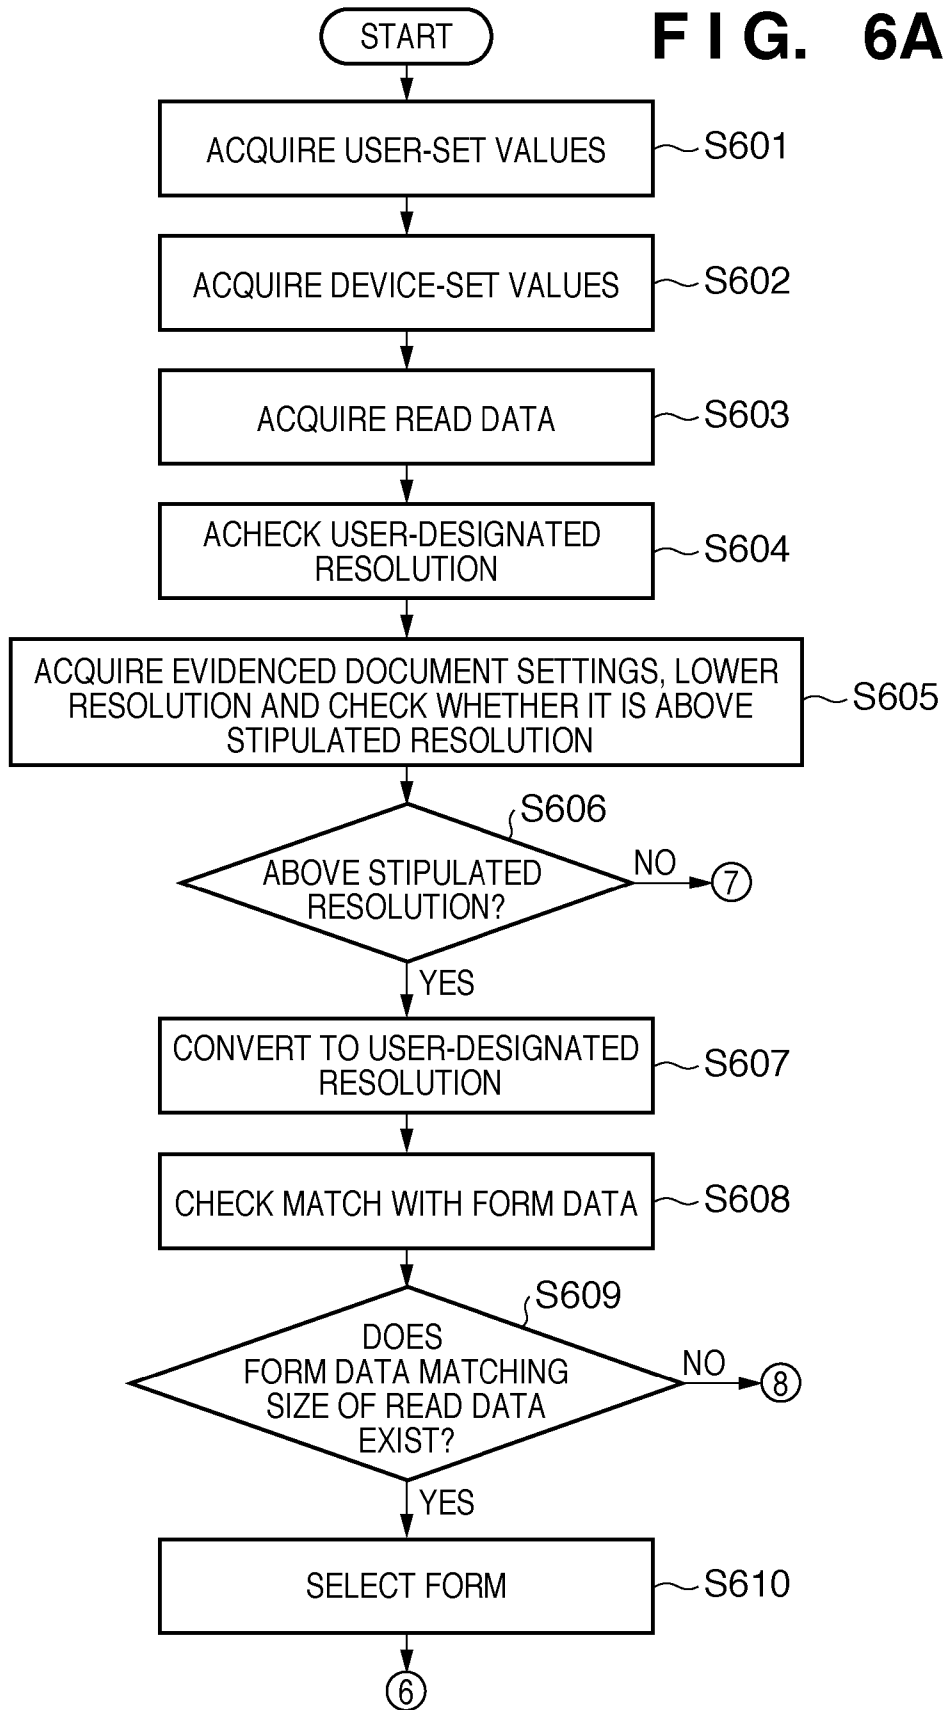 START
FIG. 6A
ACQUIRE USER-SET VALUES
S601
ACQUIRE DEVICE-SET VALUES
S602
ACQUIRE READ DATA
S603
ACHECK USER-DESIGNATED
RESOLUTION
S604
ACQUIRE EVIDENCED DOCUMENT SETTINGS, LOWER
RESOLUTION AND CHECK WHETHER IT IS ABOVE
STIPULATED RESOLUTION
S605
S606
ABOVE STIPULATED
RESOLUTION?
NO
7
YES
CONVERT TO USER-DESIGNATED
RESOLUTION
S607
CHECK MATCH WITH FORM DATA
S608
S609
DOES
FORM DATA MATCHING
SIZE OF READ DATA
EXIST?
NO
8
YES
SELECT FORM
S610
6